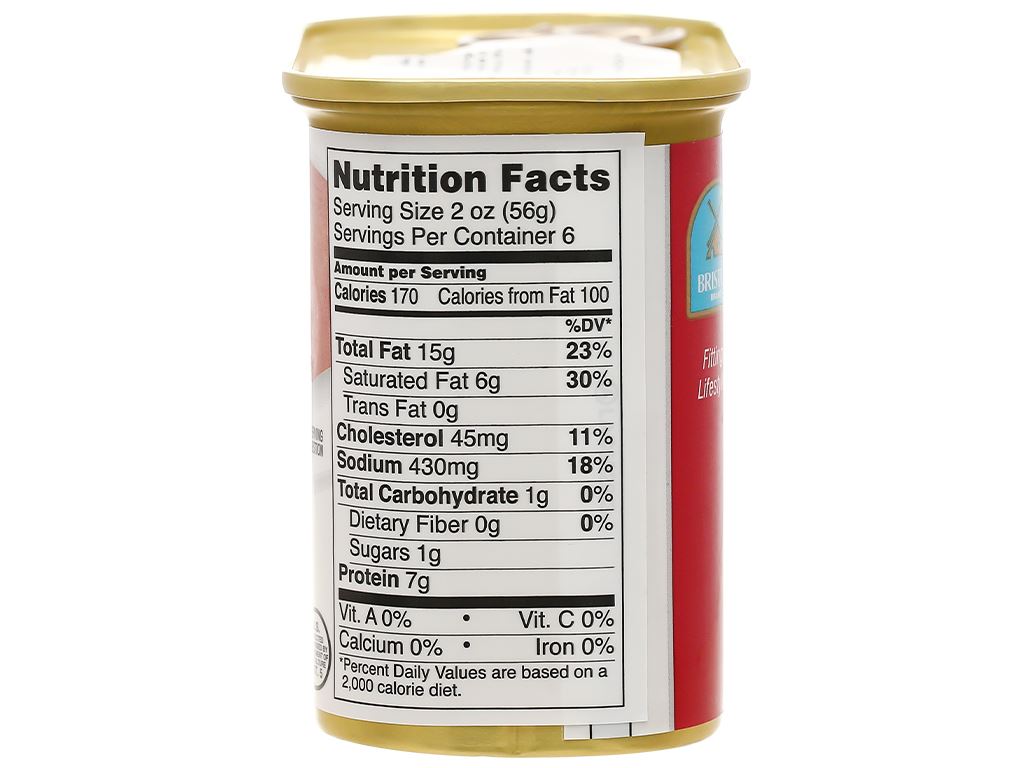 Nutrition Facts
Serving Size 2 oz (56g)
Servings Per Container 6
Amount per Serving
Calories 170 Calories from Fat 100
%DV*
Total Fat 15g 23%
Saturated Fat 6g 30%
Trans Fat 0g
Cholesterol 45mg 11%
Sodium 430mg 18%
Total Carbohydrate 1g 0%
Dietary Fiber 0g 0%
Sugars 1g
Protein 7g
Vit. A 0% • Vit. C 0%
Calcium 0% • Iron 0%
*Percent Daily Values are based on a
2,000 calorie diet.